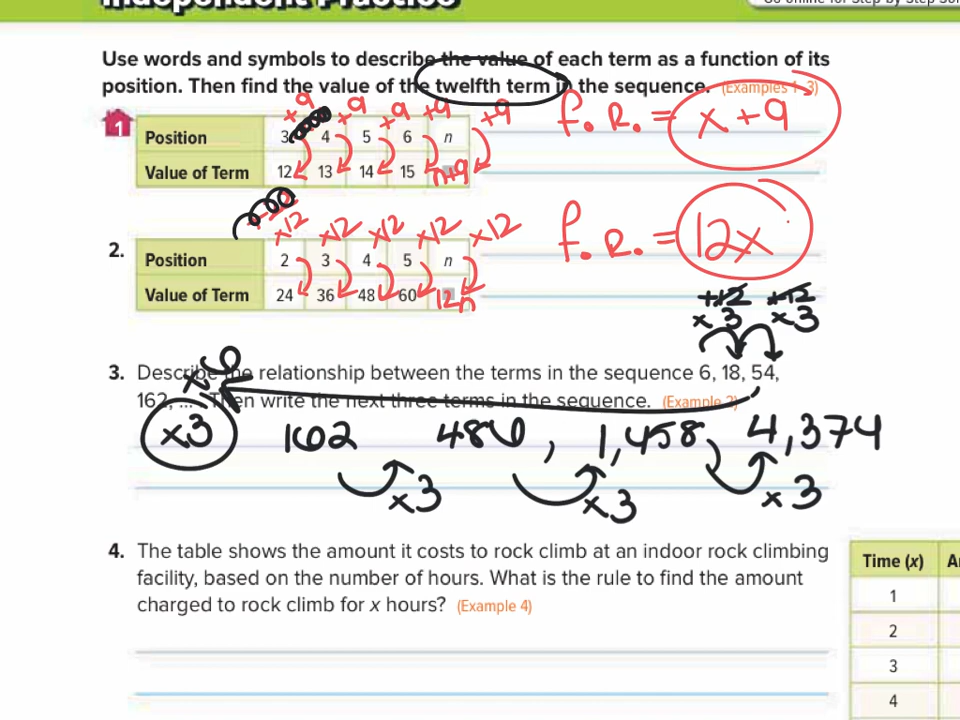 Independent Practice
Use words and symbols to describe the value of each term as a function of its
position. Then find the value of the twelfth term in the sequence. (Examples 1-3)
+9 +9 +9 +9 +9
f. R. = x+9
1
Position 3 4 5 6 n
Value of Term 12 13 14 15 n+9
x12 x12 x12 x12 x12
f. R. = 12x
2.
Position 2 3 4 5 n
Value of Term 24 36 48 60 12n
+12 +12
x3 x3
3. Describe the relationship between the terms in the sequence 6, 18, 54,
162, ... Then write the next three terms in the sequence. (Example 2)
x3 162 486, 1,458, 4,374
x3 x3 x3
4. The table shows the amount it costs to rock climb at an indoor rock climbing
facility, based on the number of hours. What is the rule to find the amount
charged to rock climb for x hours? (Example 4)
Time (x)
1
2
3
4